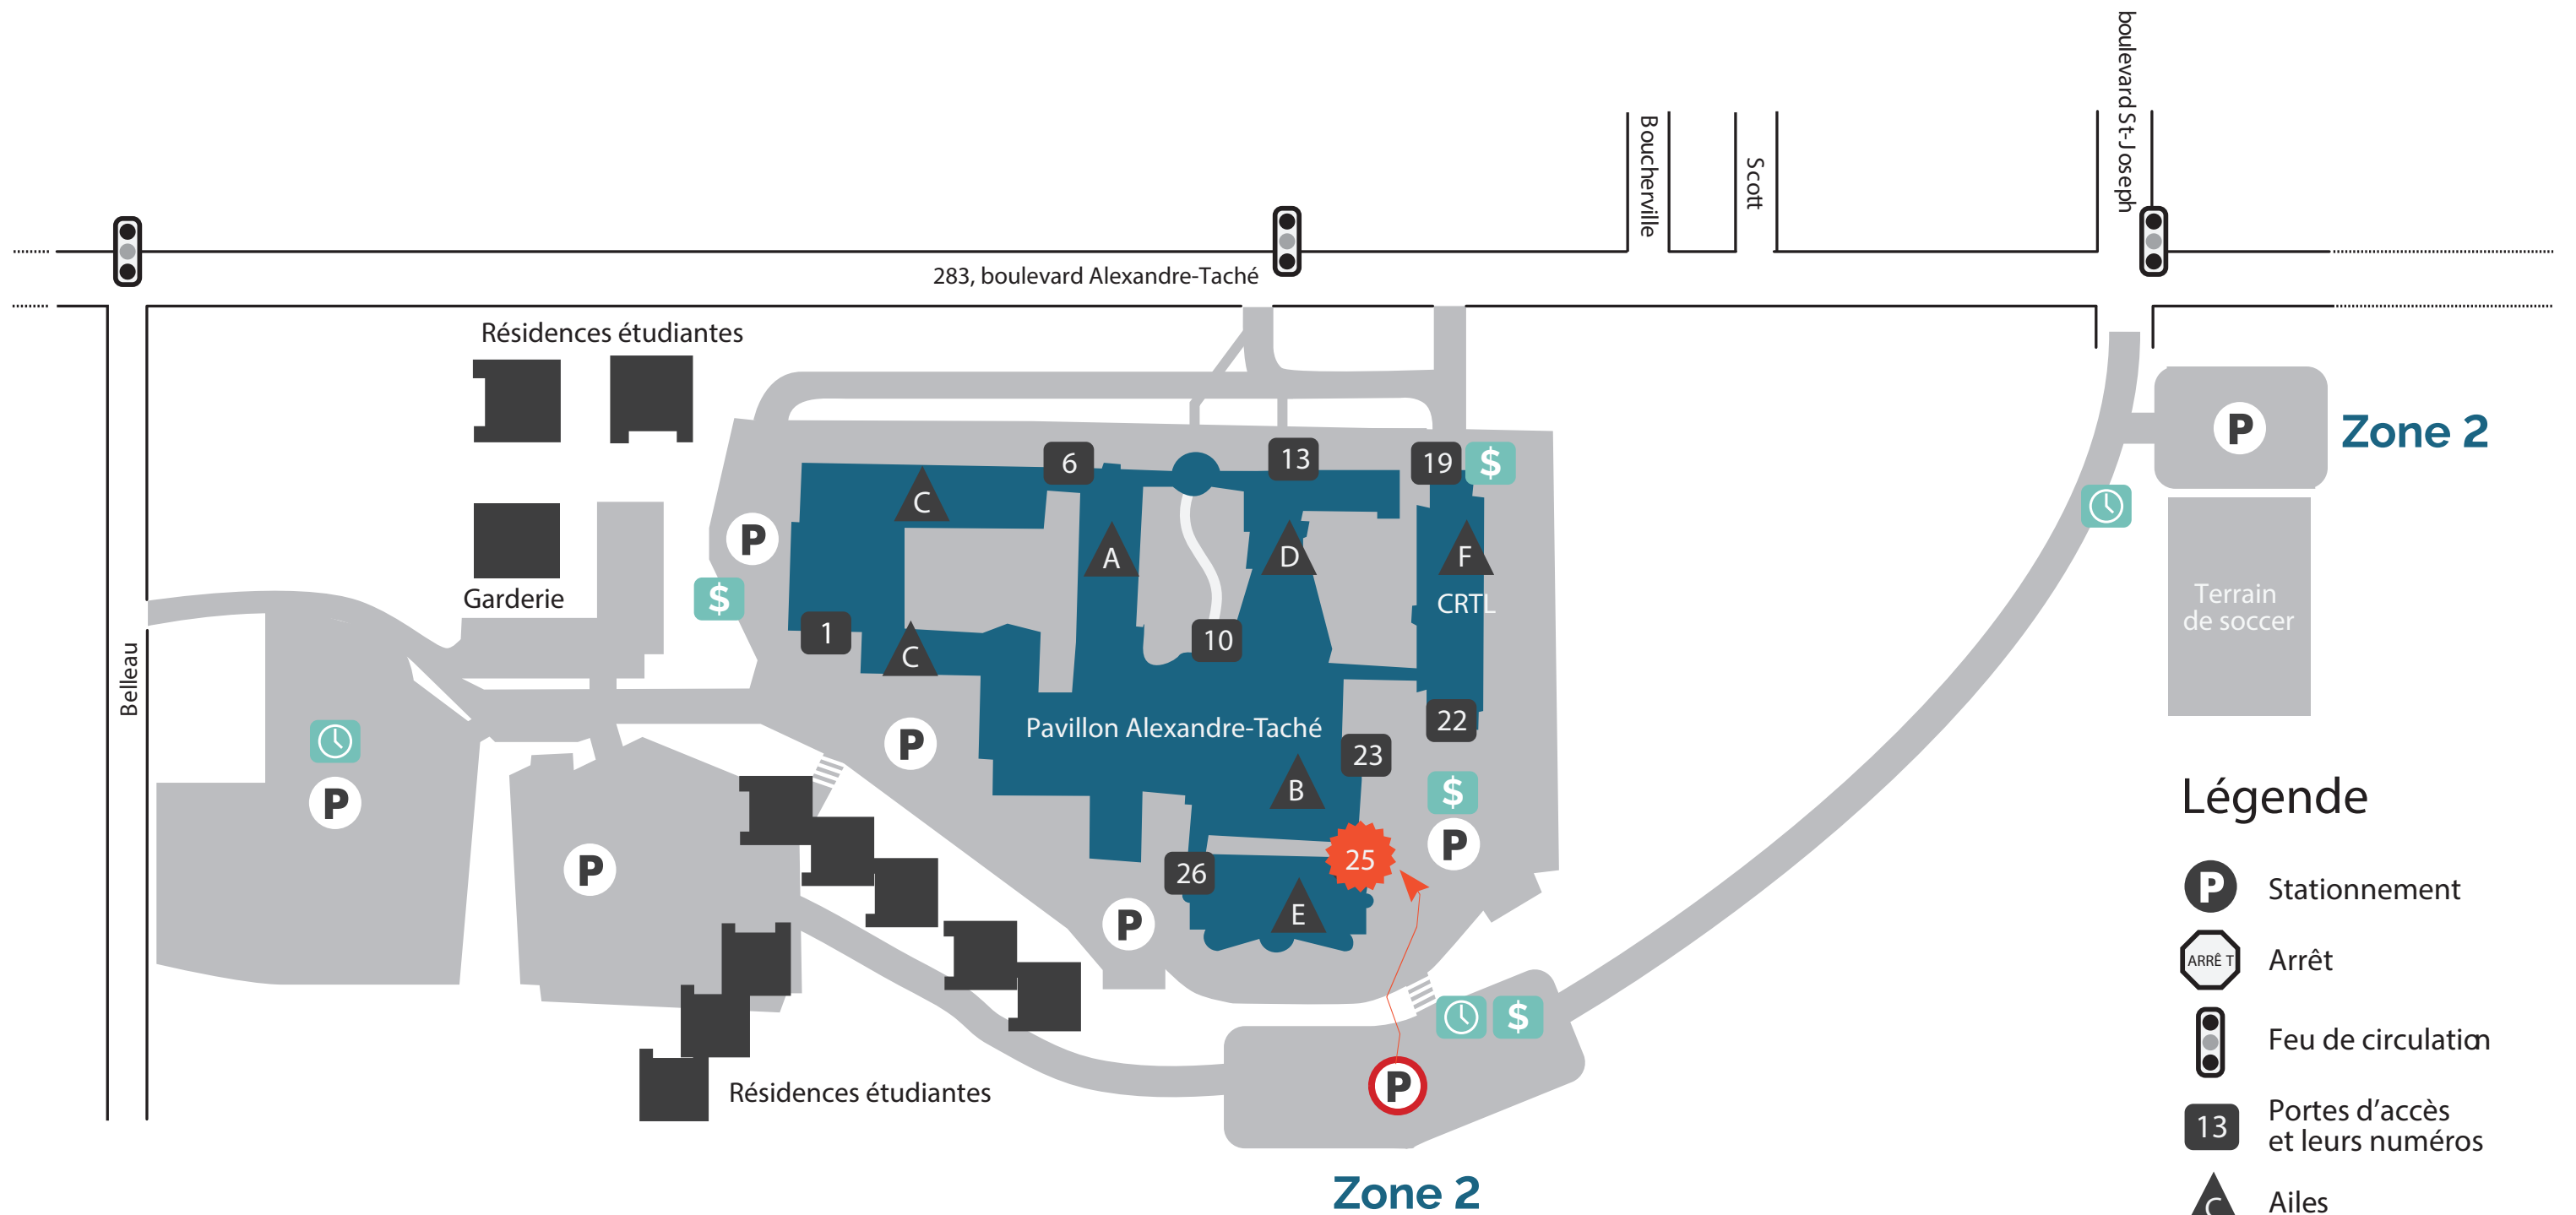 boulevard St-Joseph
Boucherville
Scott
283, boulevard Alexandre-Taché
Résidences étudiantes
P
Zone 2
6
13
19
$
C
P
A
D
F
CRTL
Garderie
$
1
10
C
Terrain
de soccer
Belleau
P
Pavillon Alexandre-Taché
22
23
B
$
P
P
P
25
26
E
P
Légende
P
Stationnement
ARRÊ T
Arrêt
$
Feu de circulation
P
Résidences étudiantes
13
Portes d’accès
et leurs numéros
Zone 2
C
Ailes